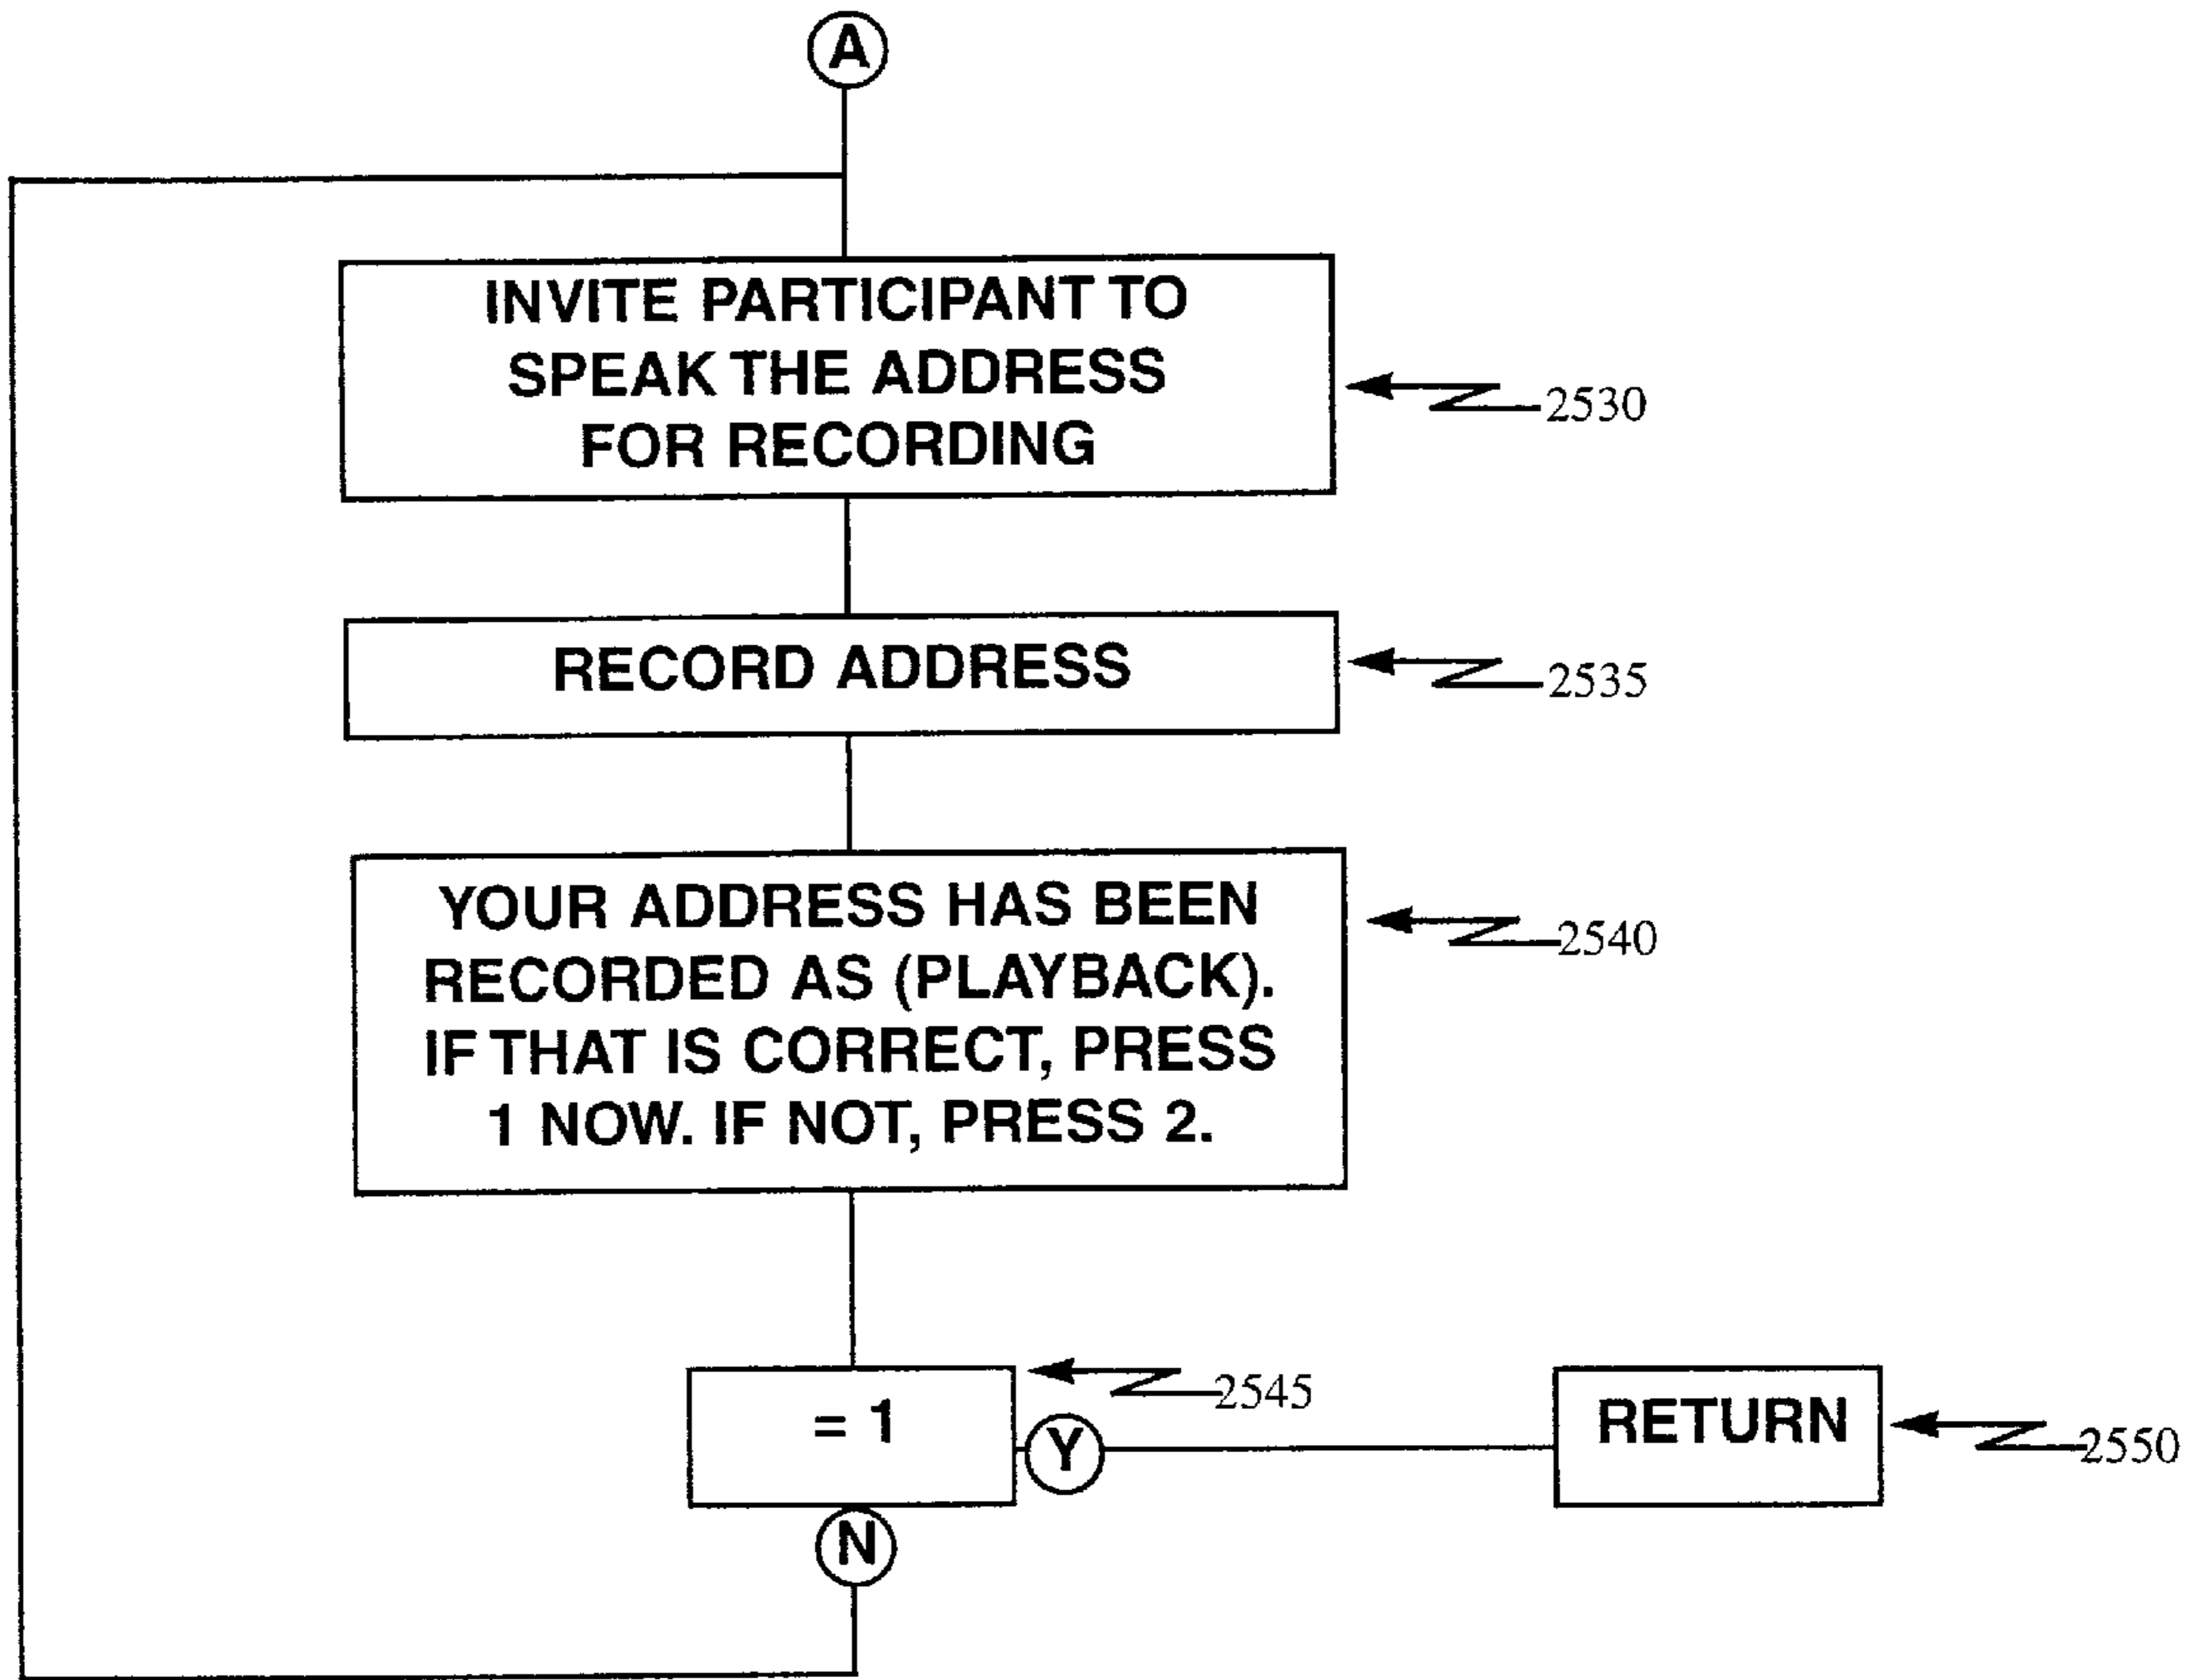 A
INVITE PARTICIPANT TO
SPEAK THE ADDRESS
FOR RECORDING
2530
RECORD ADDRESS
2535
YOUR ADDRESS HAS BEEN
RECORDED AS (PLAYBACK).
IF THAT IS CORRECT, PRESS
1 NOW. IF NOT, PRESS 2.
2540
= 1
2545
Y
RETURN
2550
N